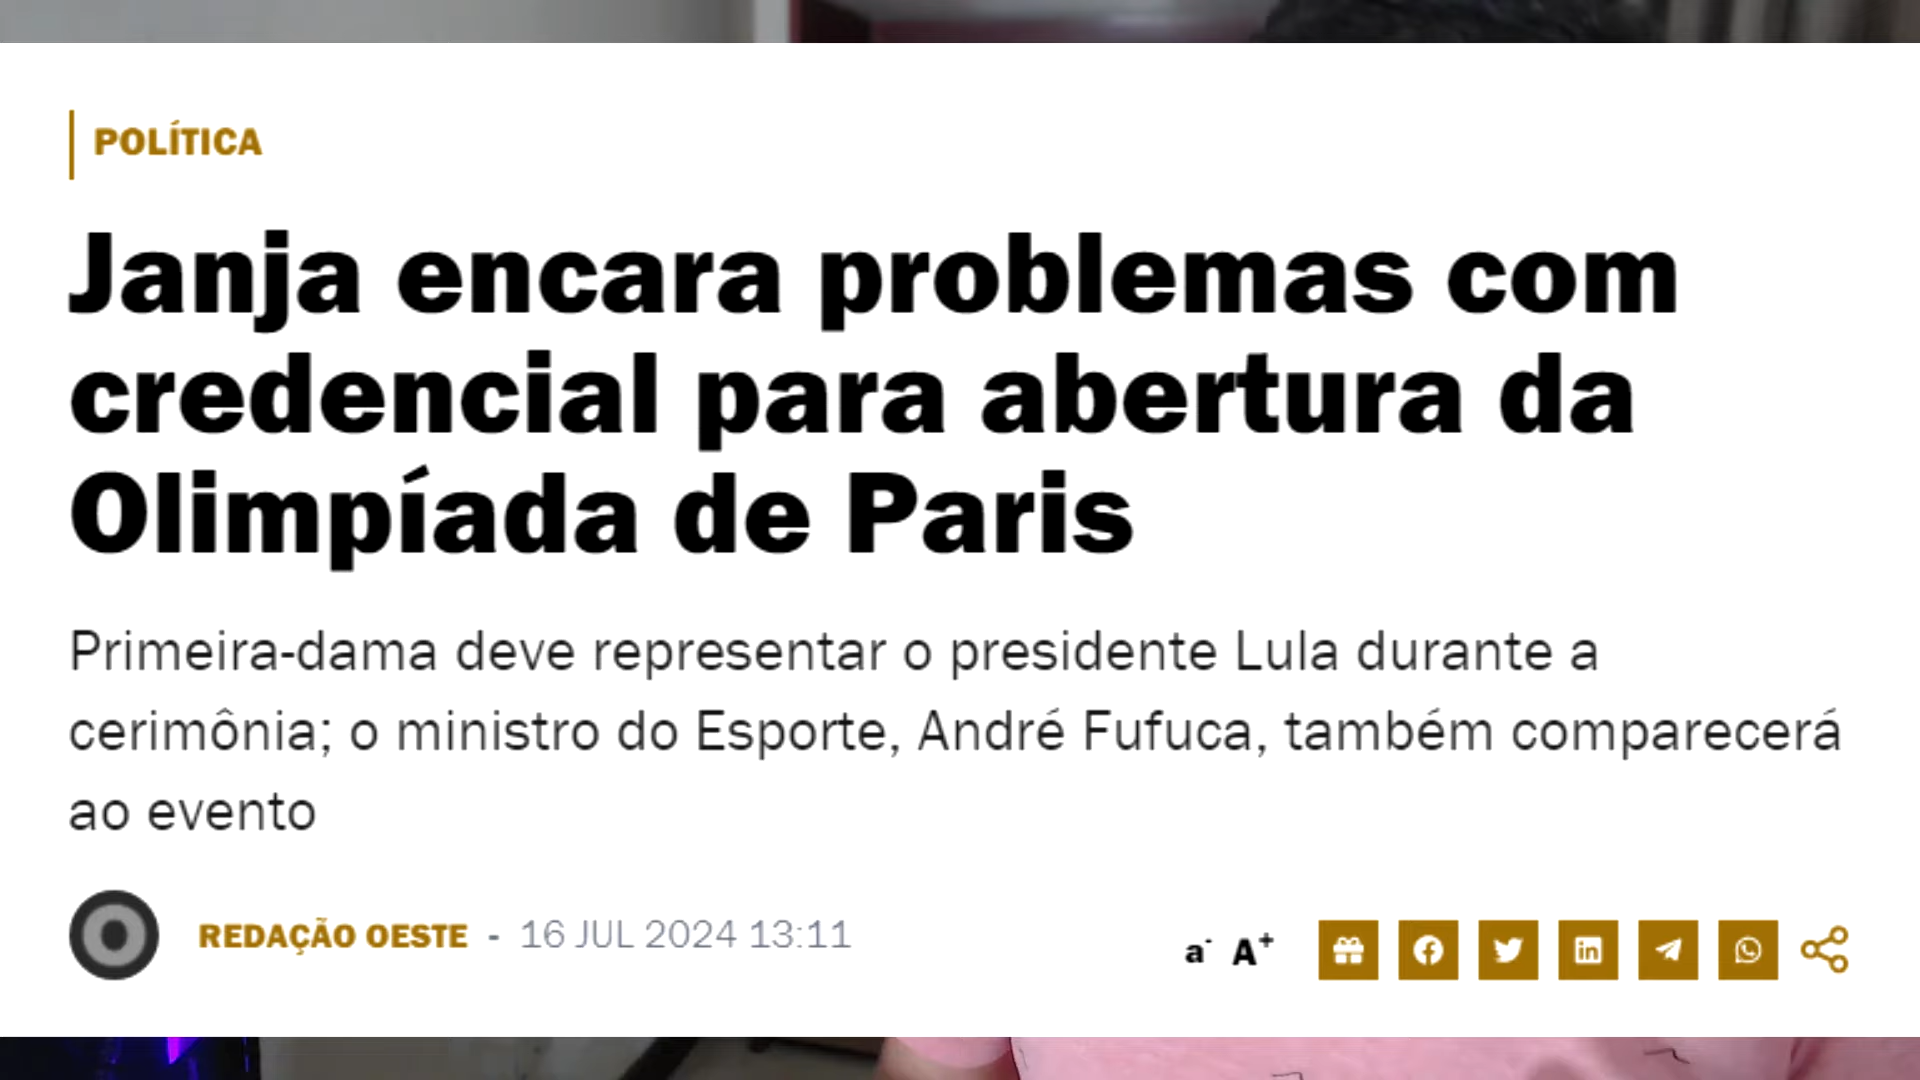 POLÍTICA
Janja encara problemas com
credencial para abertura da
Olimpíada de Paris
Primeira-dama deve representar o presidente Lula durante a
cerimônia; o ministro do Esporte, André Fufuca, também comparecerá
ao evento
REDAÇÃO OESTE - 16 JUL 2024 13:11
a- A+